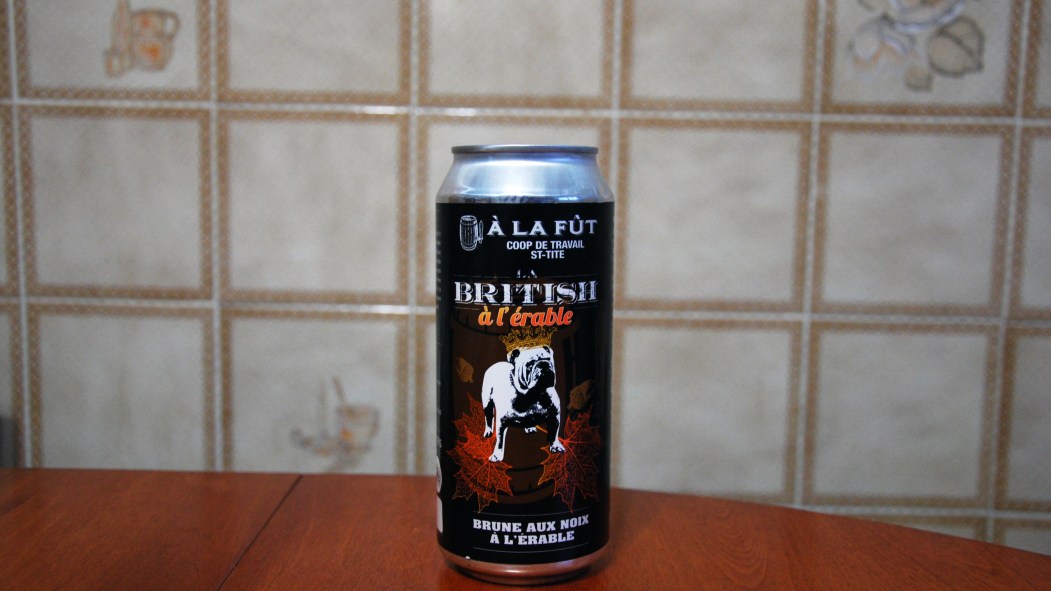 À LA FÛT
COOP DE TRAVAIL
ST-TITE
BRITISH
à l'érable
BRUNE AUX NOIX
À L'ÉRABLE